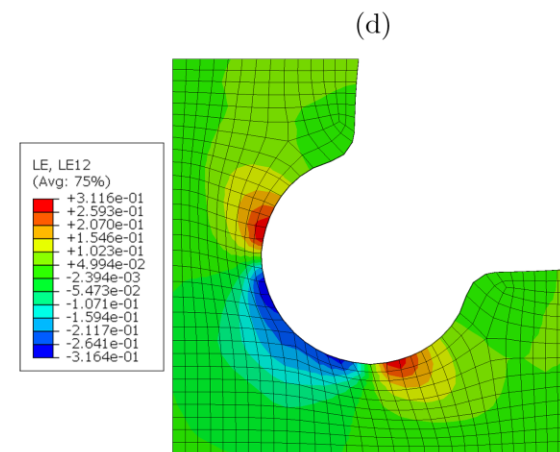 (d)
LE, LE12
(Avg: 75%)
+3.116e-01
+2.593e-01
+2.070e-01
+1.546e-01
+1.023e-01
+4.994e-02
-2.394e-03
-5.473e-02
-1.071e-01
-1.594e-01
-2.117e-01
-2.641e-01
-3.164e-01